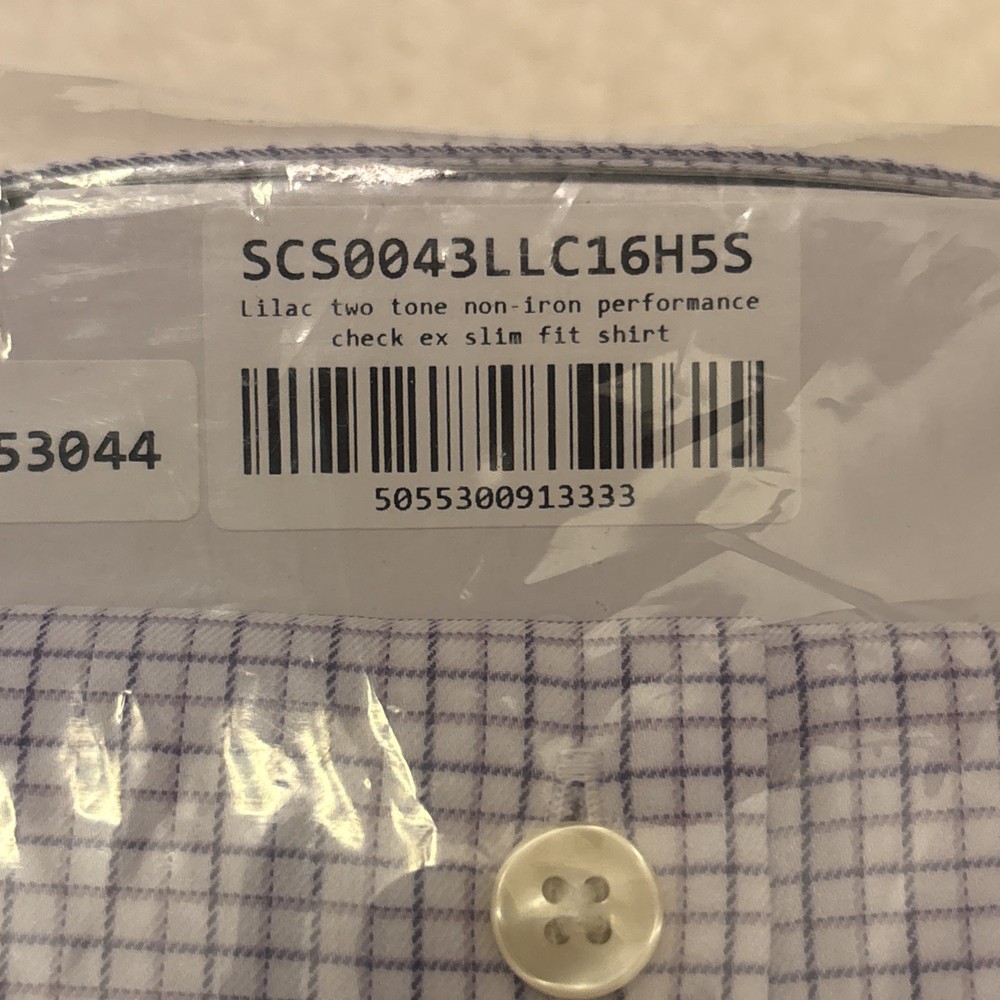 SCS0043LLC16H5S
Lilac two tone non-iron performance
check ex slim fit shirt
53044
5055300913333